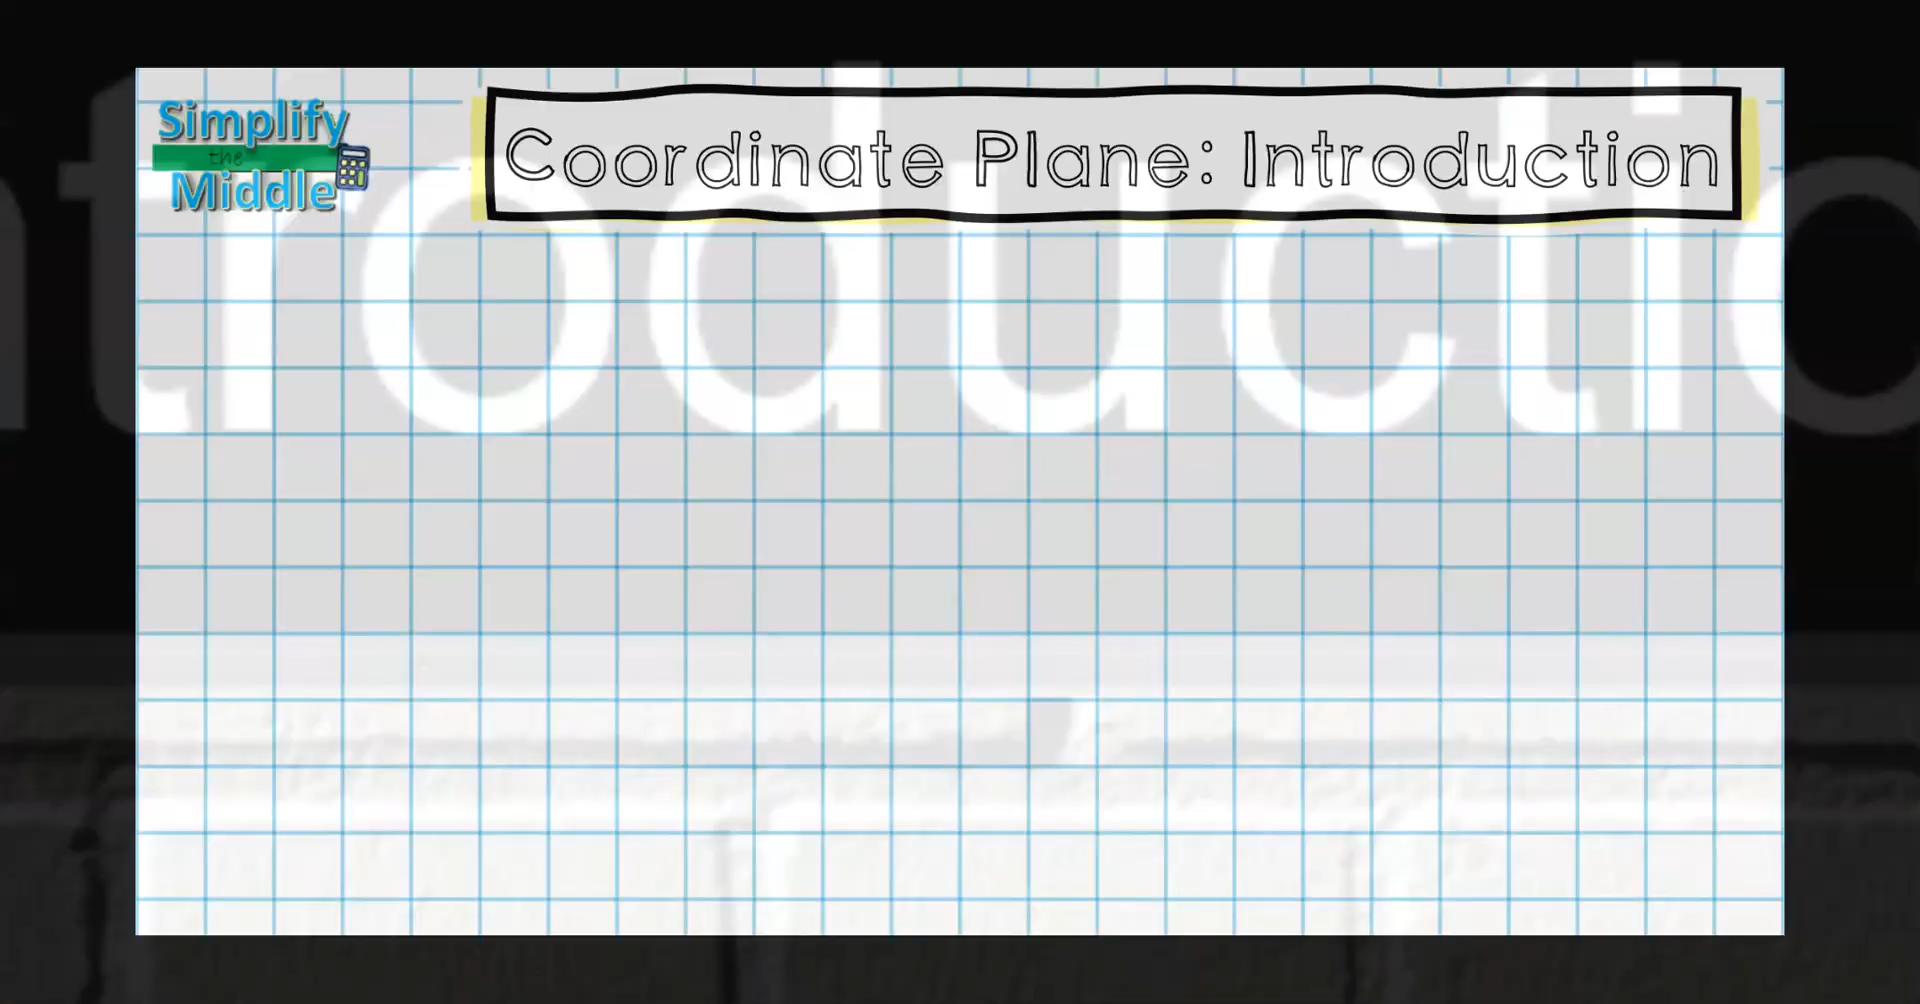 Simplify
the
Middle
Coordinate Plane: Introduction